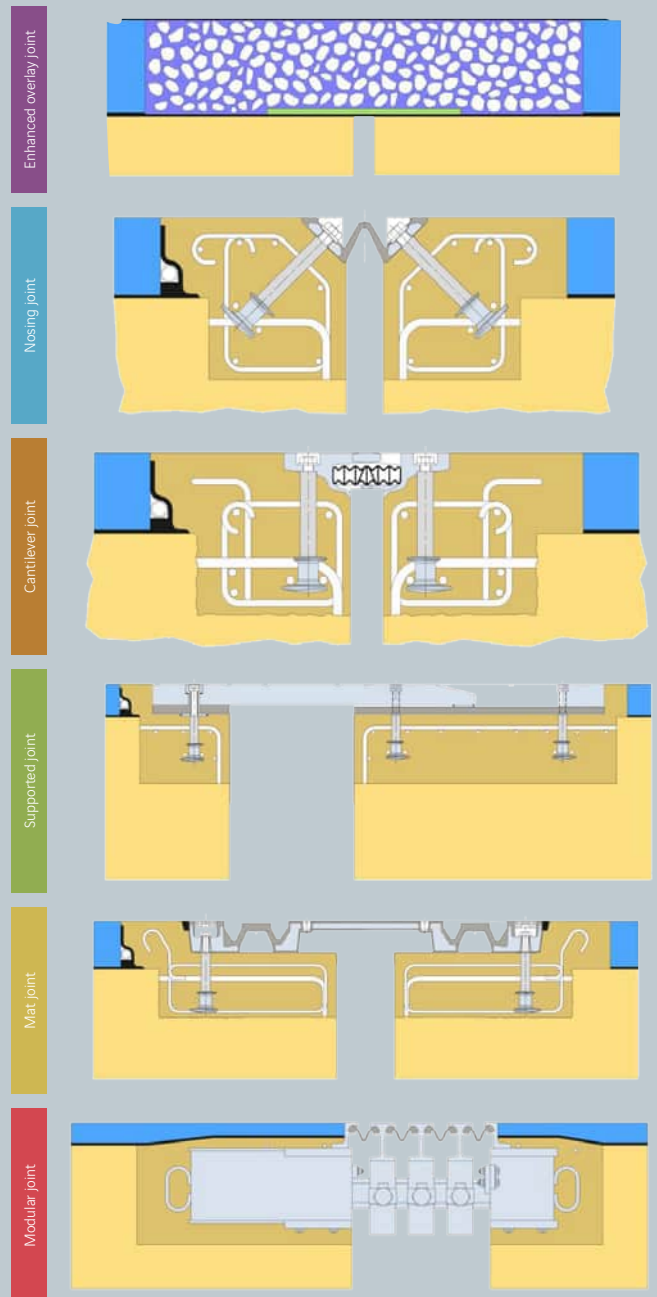 Enhanced overlay joint
Nosing joint
Cantilever joint
Supported joint
Mat joint
Modular joint